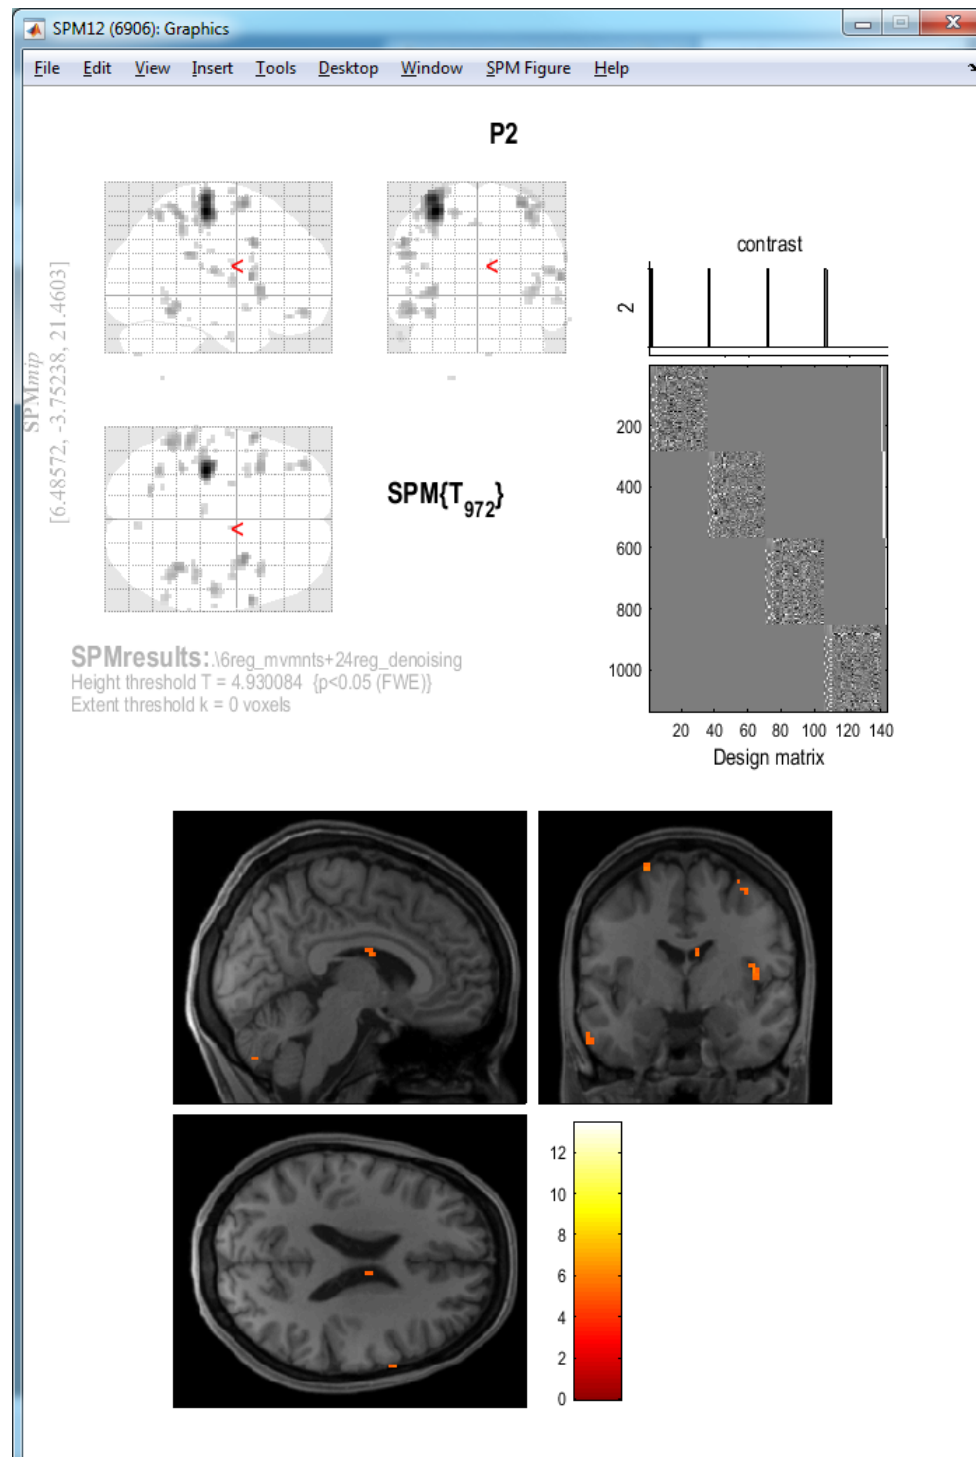 SPM12 (6906): Graphics
File Edit View Insert Tools Desktop Window SPM Figure Help
P2
SPMmip
[6.48572, -3.75238, 21.4603]
contrast
2
SPM{T972}
200
400
600
800
1000
20 40 60 80 100 120 140
Design matrix
SPMresults: .\6reg_mvmnts+24reg_denoising
Height threshold T = 4.930084 {p<0.05 (FWE)}
Extent threshold k = 0 voxels
12
10
8
6
4
2
0